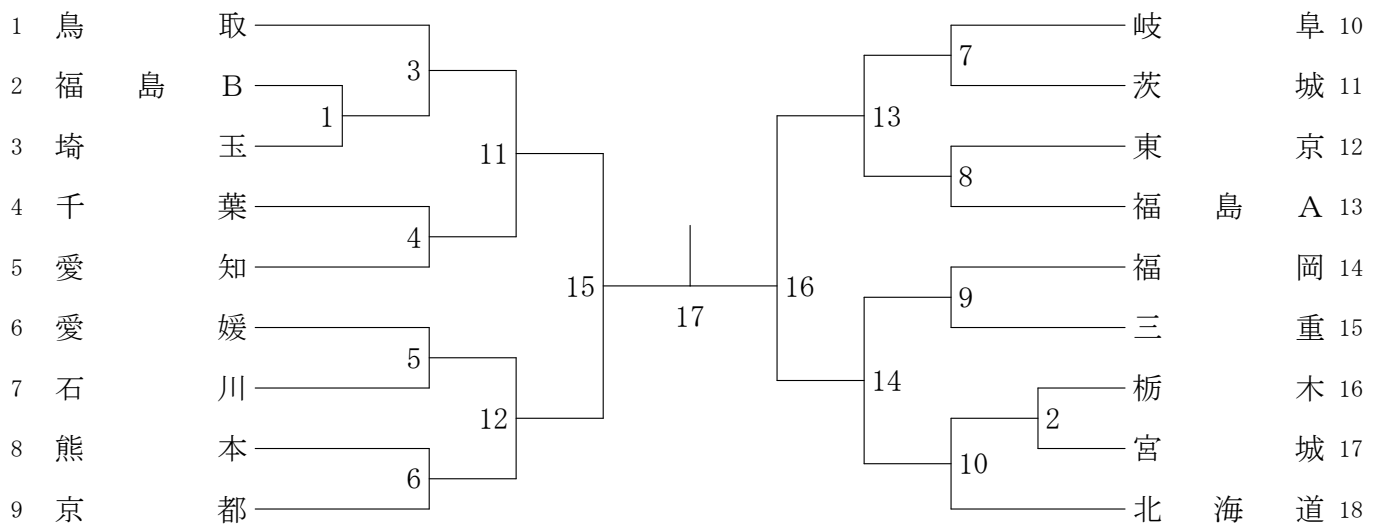 1 鳥取
2 福島B
3 埼玉
4 千葉
5 愛知
6 愛媛
7 石川
8 熊本
9 京都
3
1
11
4
15
5
12
6
17
岐阜 10
茨城 11
東京 12
福島A 13
福岡 14
三重 15
栃木 16
宮城 17
北海道 18
7
13
8
16
9
14
2
10